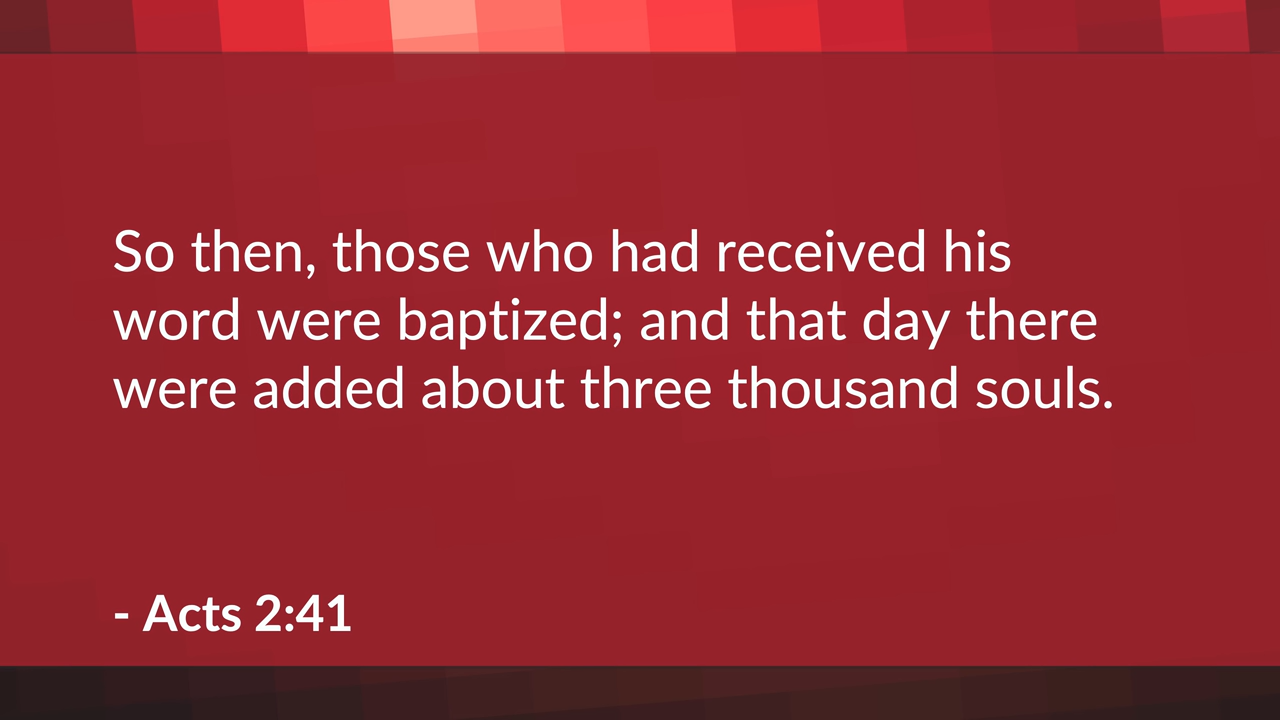 So then, those who had received his
word were baptized; and that day there
were added about three thousand souls.
- Acts 2:41